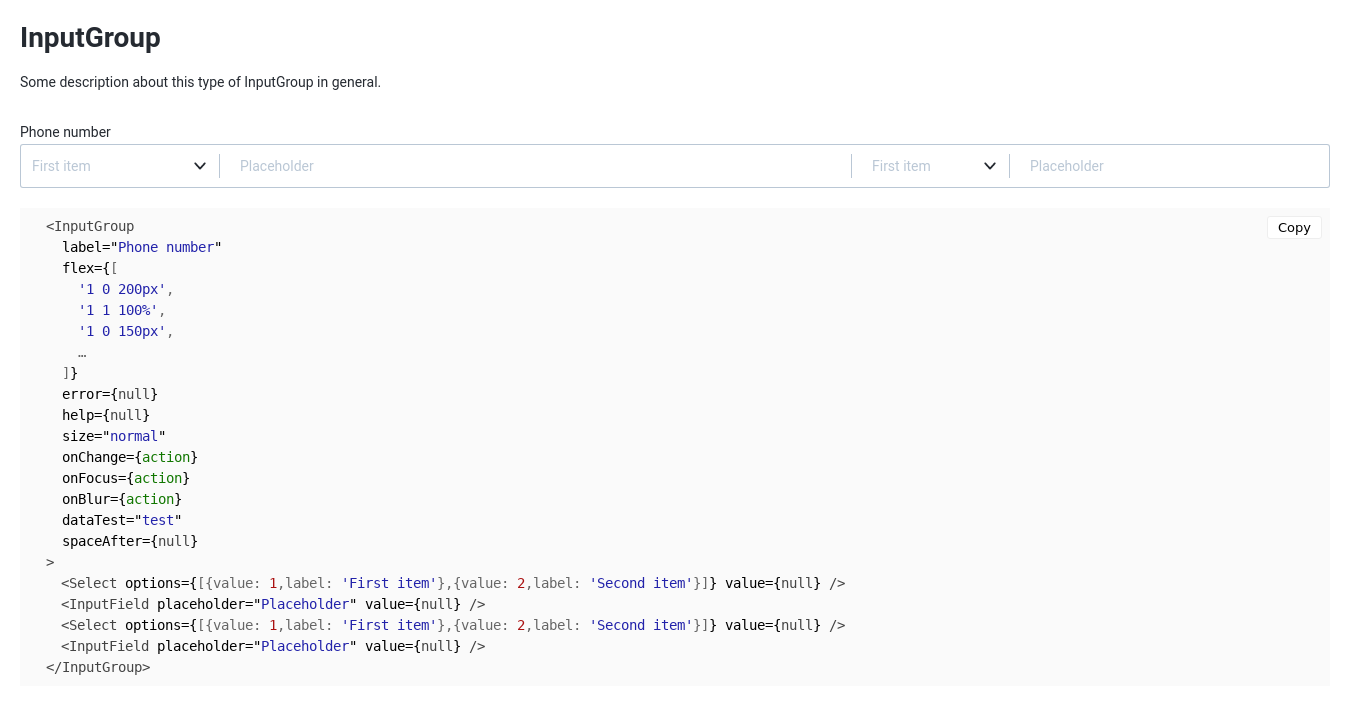 InputGroup
Some description about this type of InputGroup in general.
Phone number
First item Placeholder First item Placeholder
Copy
<InputGroup
label="Phone number"
flex={[
'1 0 200px',
'1 1 100%',
'1 0 150px',
…
]}
error={null}
help={null}
size="normal"
onChange={action}
onFocus={action}
onBlur={action}
dataTest="test"
spaceAfter={null}
>
<Select options={[{value: 1,label: 'First item'},{value: 2,label: 'Second item'}]} value={null} />
<InputField placeholder="Placeholder" value={null} />
<Select options={[{value: 1,label: 'First item'},{value: 2,label: 'Second item'}]} value={null} />
<InputField placeholder="Placeholder" value={null} />
</InputGroup>